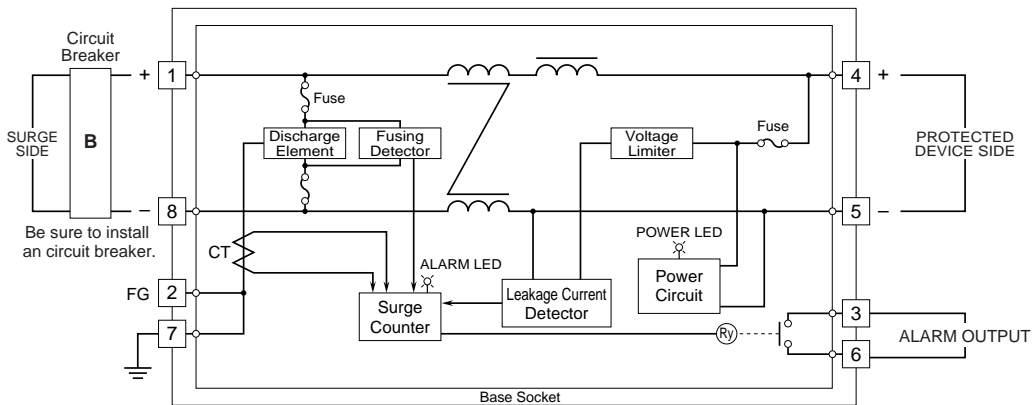 Circuit
Breaker
+
1
4
+
Fuse
Fuse
SURGE
SIDE
B
Discharge
Element
Fusing
Detector
Voltage
Limiter
PROTECTED
DEVICE SIDE
−
8
5
−
Be sure to install
an circuit breaker.
CT
POWER LED
ALARM LED
FG
2
Surge
Counter
Leakage Current
Detector
Power
Circuit
7
Ry
3
6
ALARM OUTPUT
Base Socket